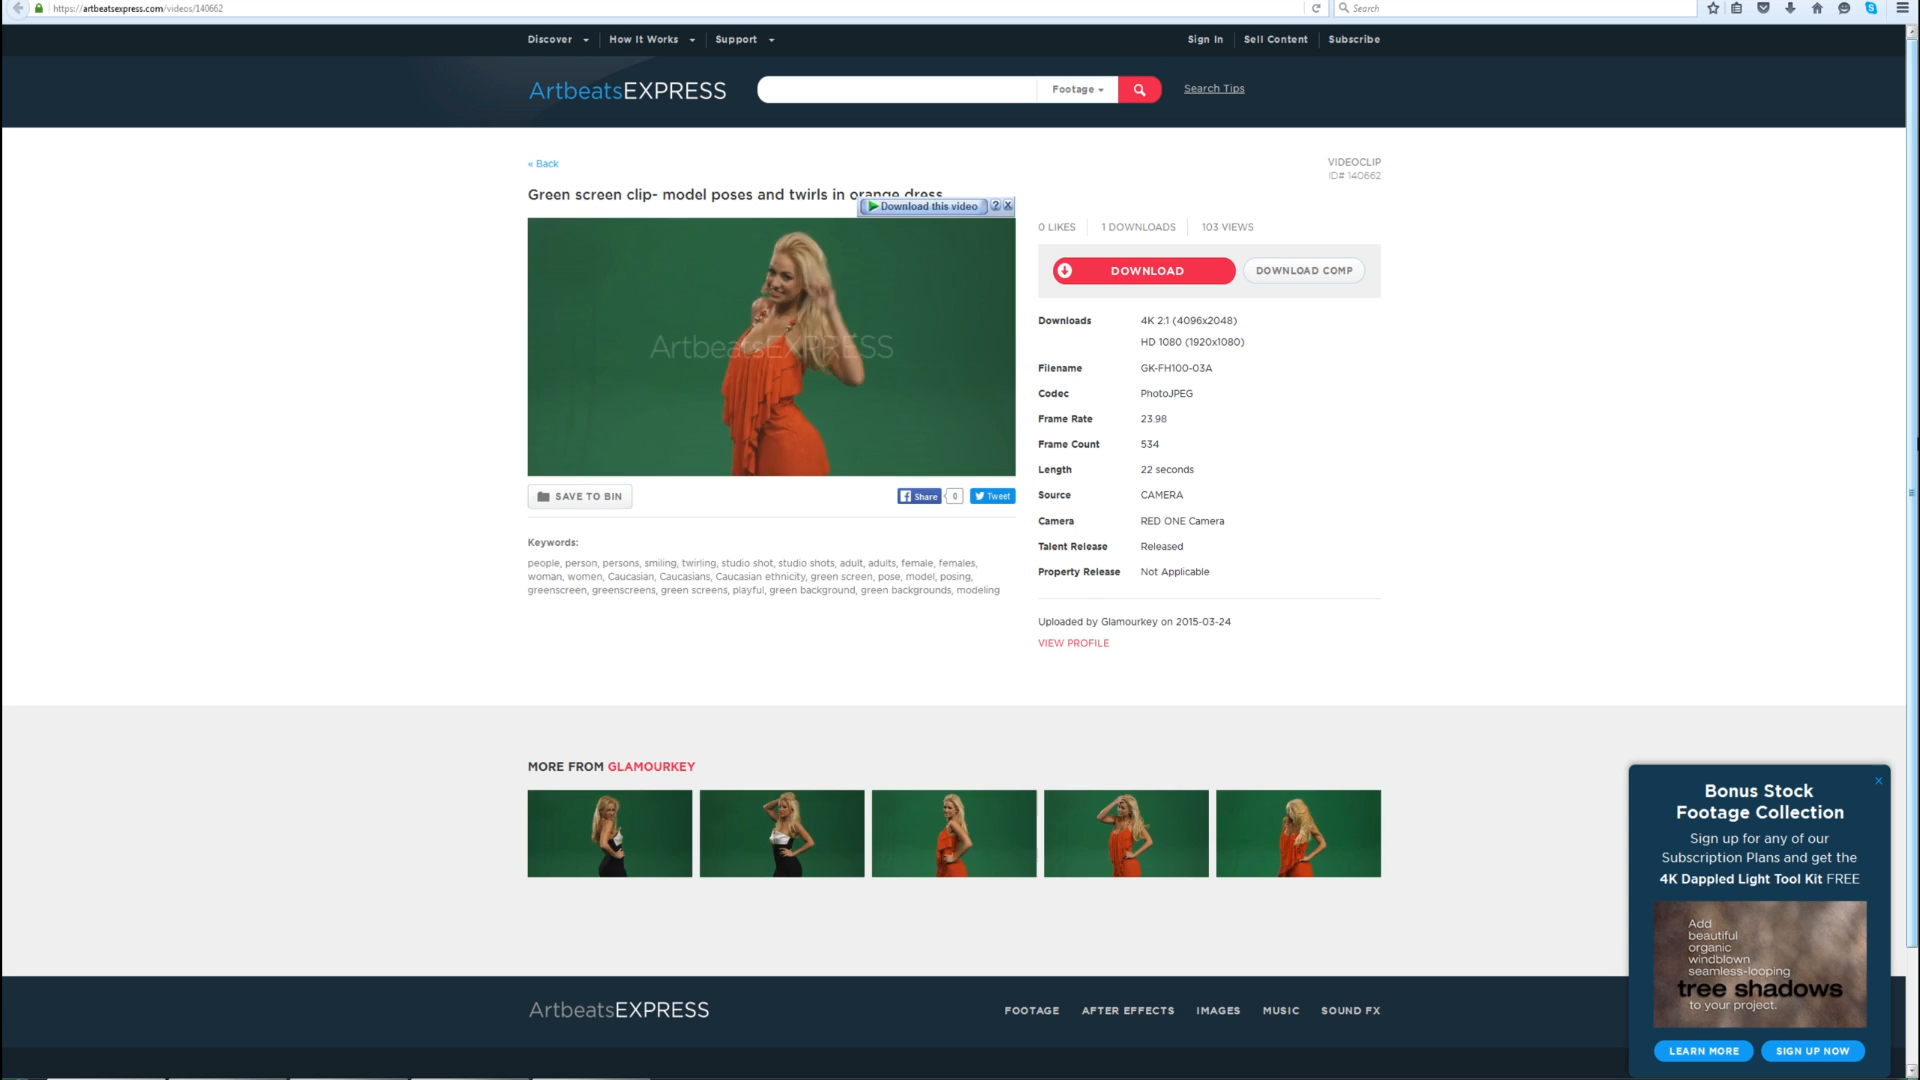 https://artbeatsexpress.com/videos/140662
Search
Discover
How It Works
Support
Sign In
Sell Content
Subscribe
ArtbeatsEXPRESS
Footage
Search Tips
« Back
VIDEOCLIP
ID# 140662
Green screen clip- model poses and twirls in orange dress
Download this video
?
X
ArtbeatsEXPRESS
0 LIKES
1 DOWNLOADS
103 VIEWS
DOWNLOAD
DOWNLOAD COMP
Downloads 4K 2:1 (4096x2048)
HD 1080 (1920x1080)
Filename GK-FH100-03A
Codec PhotoJPEG
Frame Rate 23.98
Frame Count 534
Length 22 seconds
Source CAMERA
Camera RED ONE Camera
Talent Release Released
Property Release Not Applicable
SAVE TO BIN
Share
0
Tweet
Keywords:
people, person, persons, smiling, twirling, studio shot, studio shots, adult, adults, female, females,
woman, women, Caucasian, Caucasians, Caucasian ethnicity, green screen, pose, model, posing,
greenscreen, greenscreens, green screens, playful, green background, green backgrounds, modeling
Uploaded by Glamourkey on 2015-03-24
VIEW PROFILE
MORE FROM GLAMOURKEY
Bonus Stock
Footage Collection
Sign up for any of our
Subscription Plans and get the
4K Dappled Light Tool Kit FREE
Add
beautiful
organic
windblown
seamless-looping
tree shadows
to your project.
LEARN MORE
SIGN UP NOW
ArtbeatsEXPRESS
FOOTAGE
AFTER EFFECTS
IMAGES
MUSIC
SOUND FX